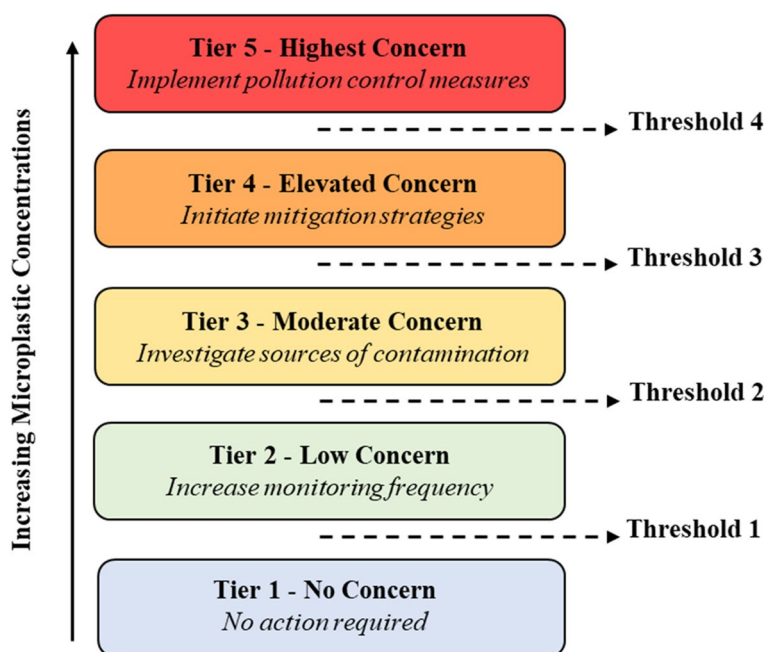 Tier 5 - Highest Concern
Implement pollution control measures
Threshold 4
Tier 4 - Elevated Concern
Initiate mitigation strategies
Threshold 3
Tier 3 - Moderate Concern
Investigate sources of contamination
Threshold 2
Tier 2 - Low Concern
Increase monitoring frequency
Threshold 1
Tier 1 - No Concern
No action required
Increasing Microplastic Concentrations